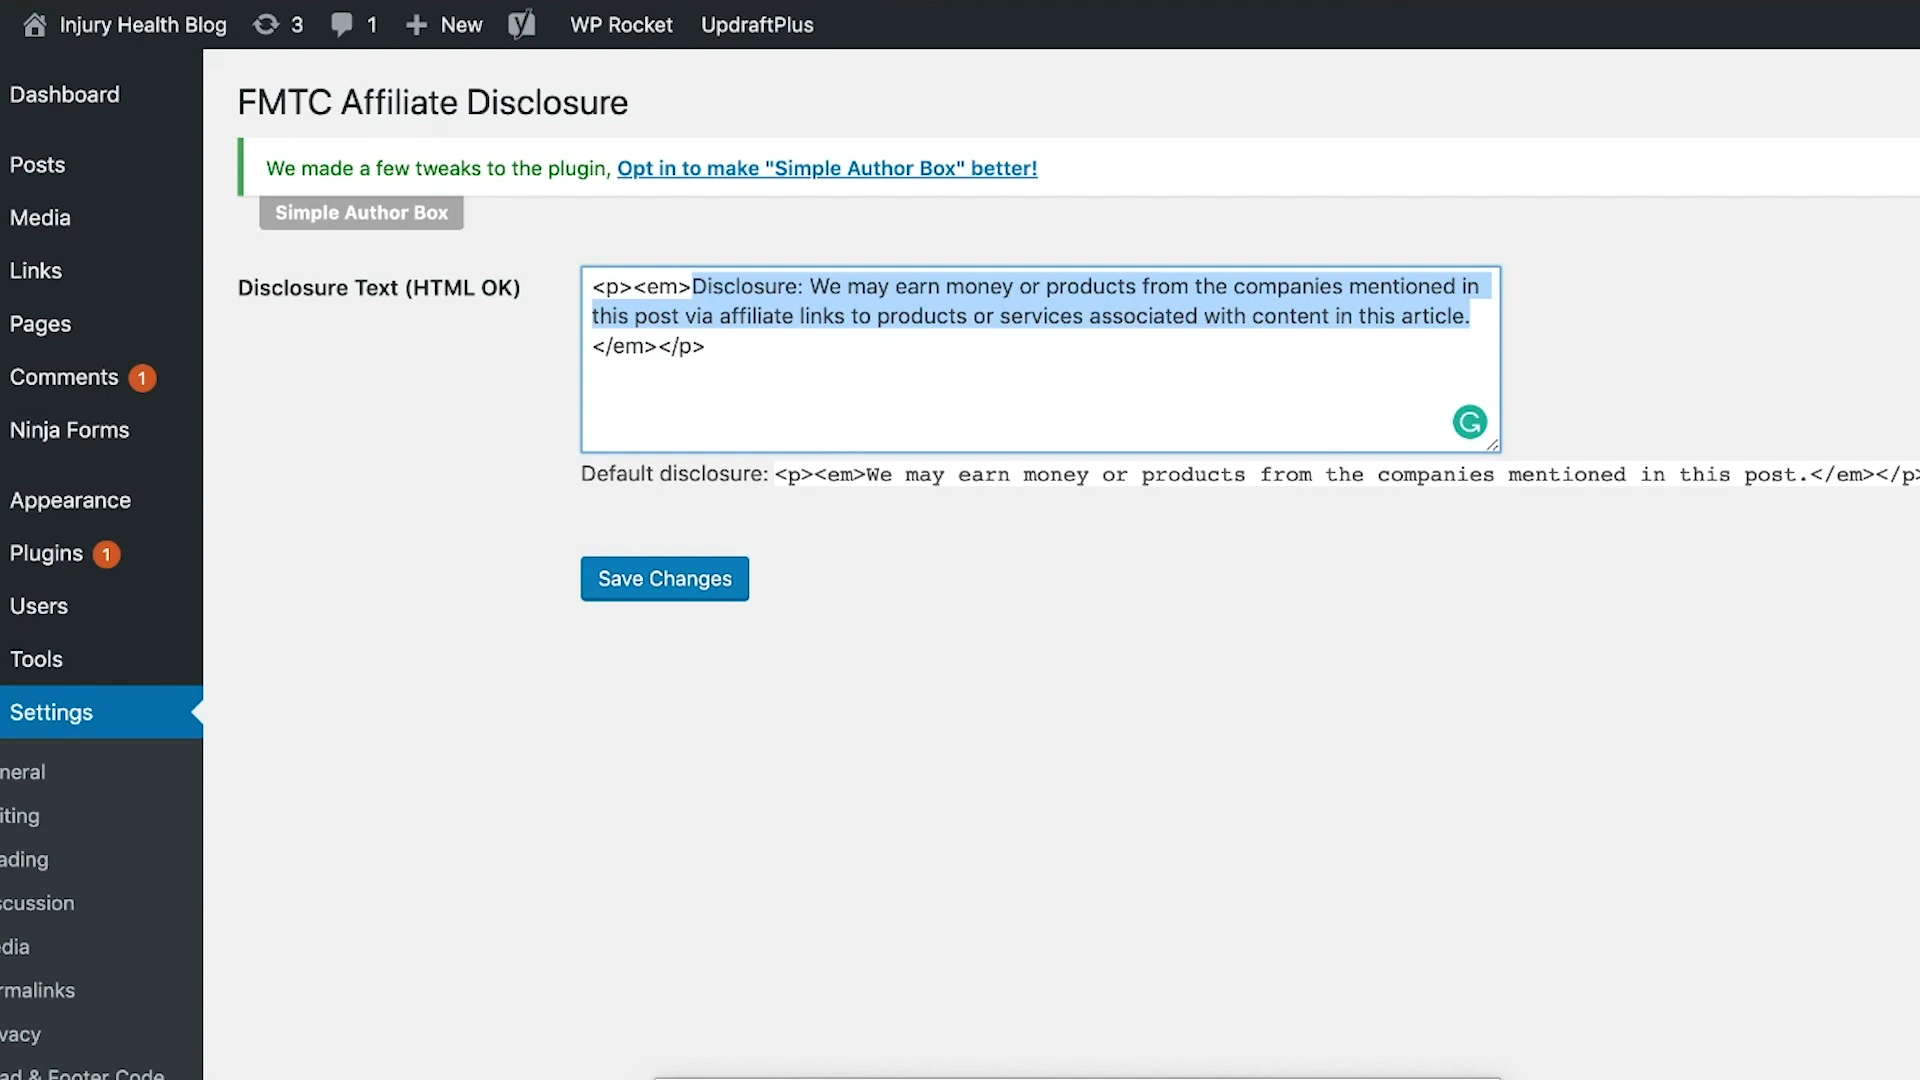 Injury Health Blog 3 1 New WP Rocket UpdraftPlus
Dashboard
Posts
Media
Links
Pages
Comments 1
Ninja Forms
Appearance
Plugins 1
Users
Tools
Settings
neral
iting
ading
scussion
dia
rmalinks
vacy
ad & Footer Code
FMTC Affiliate Disclosure
We made a few tweaks to the plugin, Opt in to make "Simple Author Box" better!
Simple Author Box
Disclosure Text (HTML OK)
<p><em>Disclosure: We may earn money or products from the companies mentioned in
this post via affiliate links to products or services associated with content in this article.
</em></p>
Default disclosure: <p><em>We may earn money or products from the companies mentioned in this post.</em></p>
Save Changes